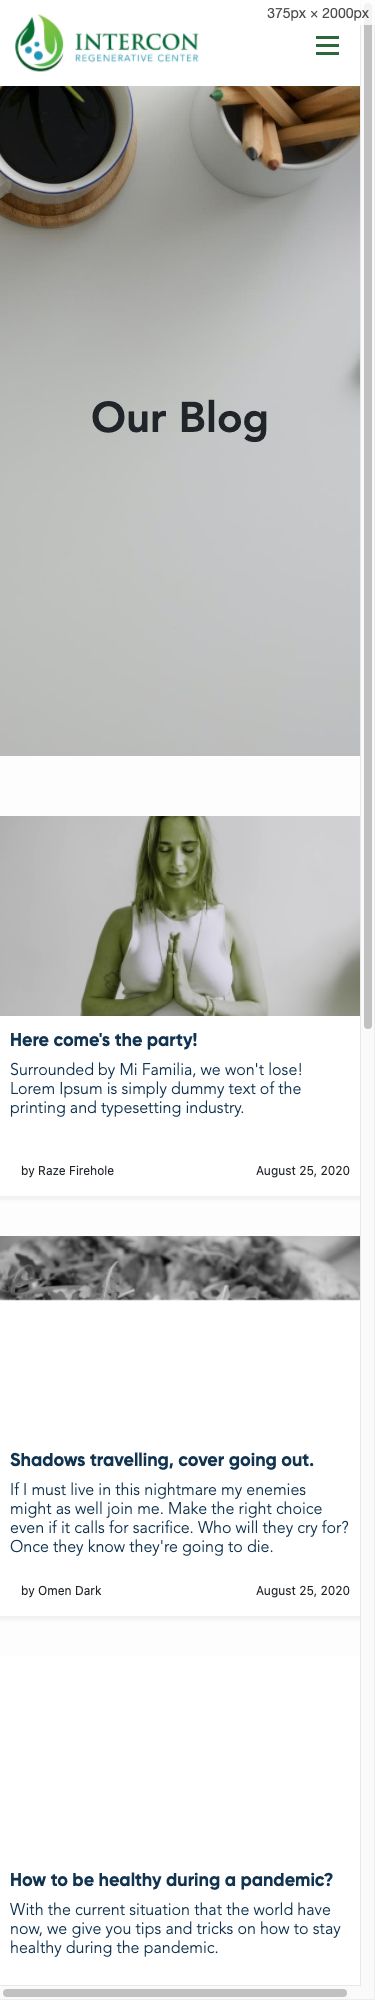 375px × 2000px
INTERCON
REGENERATIVE CENTER
Our Blog
Here come's the party!
Surrounded by Mi Familia, we won't lose!
Lorem Ipsum is simply dummy text of the
printing and typesetting industry.
by Raze Firehole August 25, 2020
Shadows travelling, cover going out.
If I must live in this nightmare my enemies
might as well join me. Make the right choice
even if it calls for sacrifice. Who will they cry for?
Once they know they're going to die.
by Omen Dark August 25, 2020
How to be healthy during a pandemic?
With the current situation that the world have
now, we give you tips and tricks on how to stay
healthy during the pandemic.